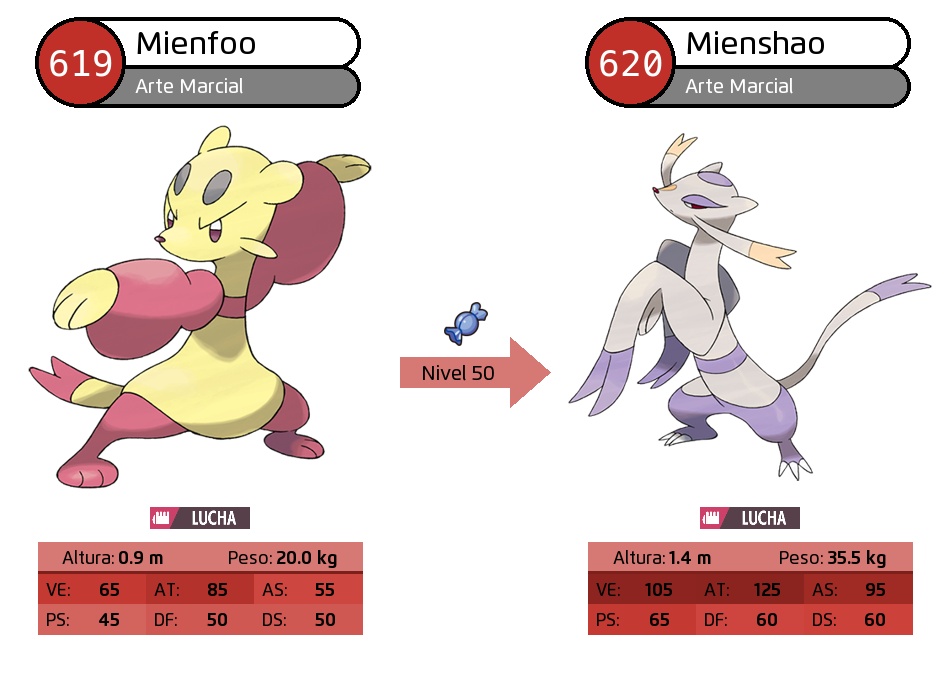 619
Mienfoo
Arte Marcial
620
Mienshao
Arte Marcial
Nivel 50
LUCHA
LUCHA
Altura: 0.9 m Peso: 20.0 kg
VE: 65 AT: 85 AS: 55
PS: 45 DF: 50 DS: 50
Altura: 1.4 m Peso: 35.5 kg
VE: 105 AT: 125 AS: 95
PS: 65 DF: 60 DS: 60